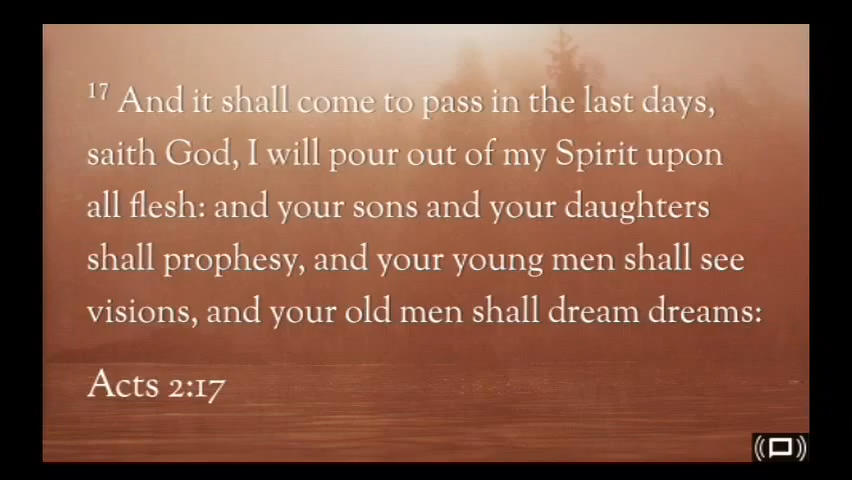 17 And it shall come to pass in the last days,
saith God, I will pour out of my Spirit upon
all flesh: and your sons and your daughters
shall prophesy, and your young men shall see
visions, and your old men shall dream dreams:
Acts 2:17